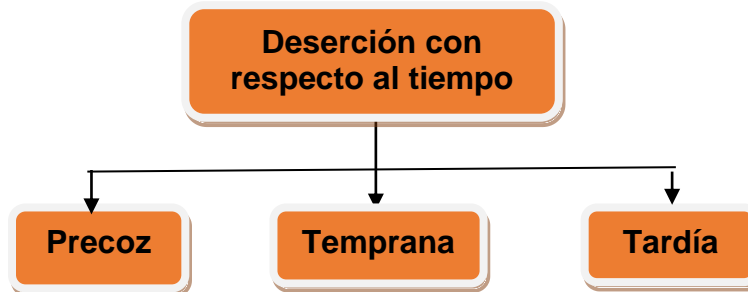 Deserción con
respecto al tiempo
Precoz
Temprana
Tardía